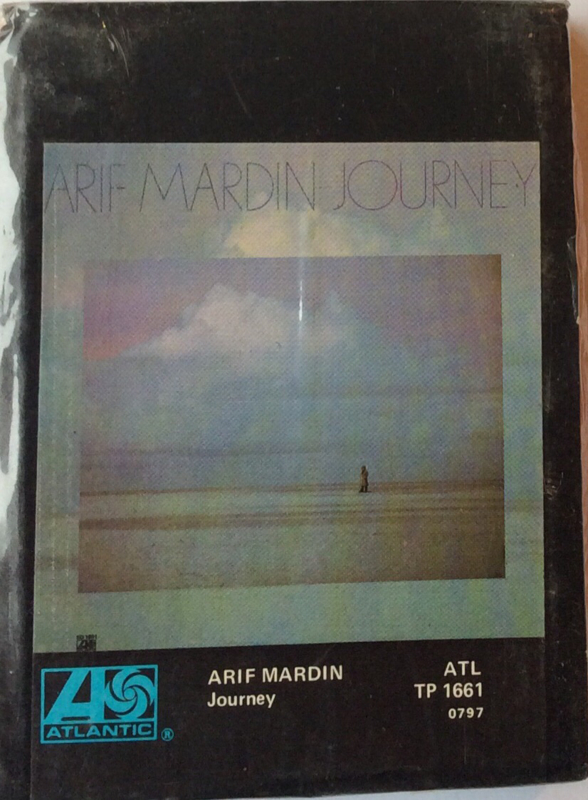 ARIF MARDIN JOURNEY
ATLANTIC®
ARIF MARDIN
Journey
ATL
TP 1661
0797